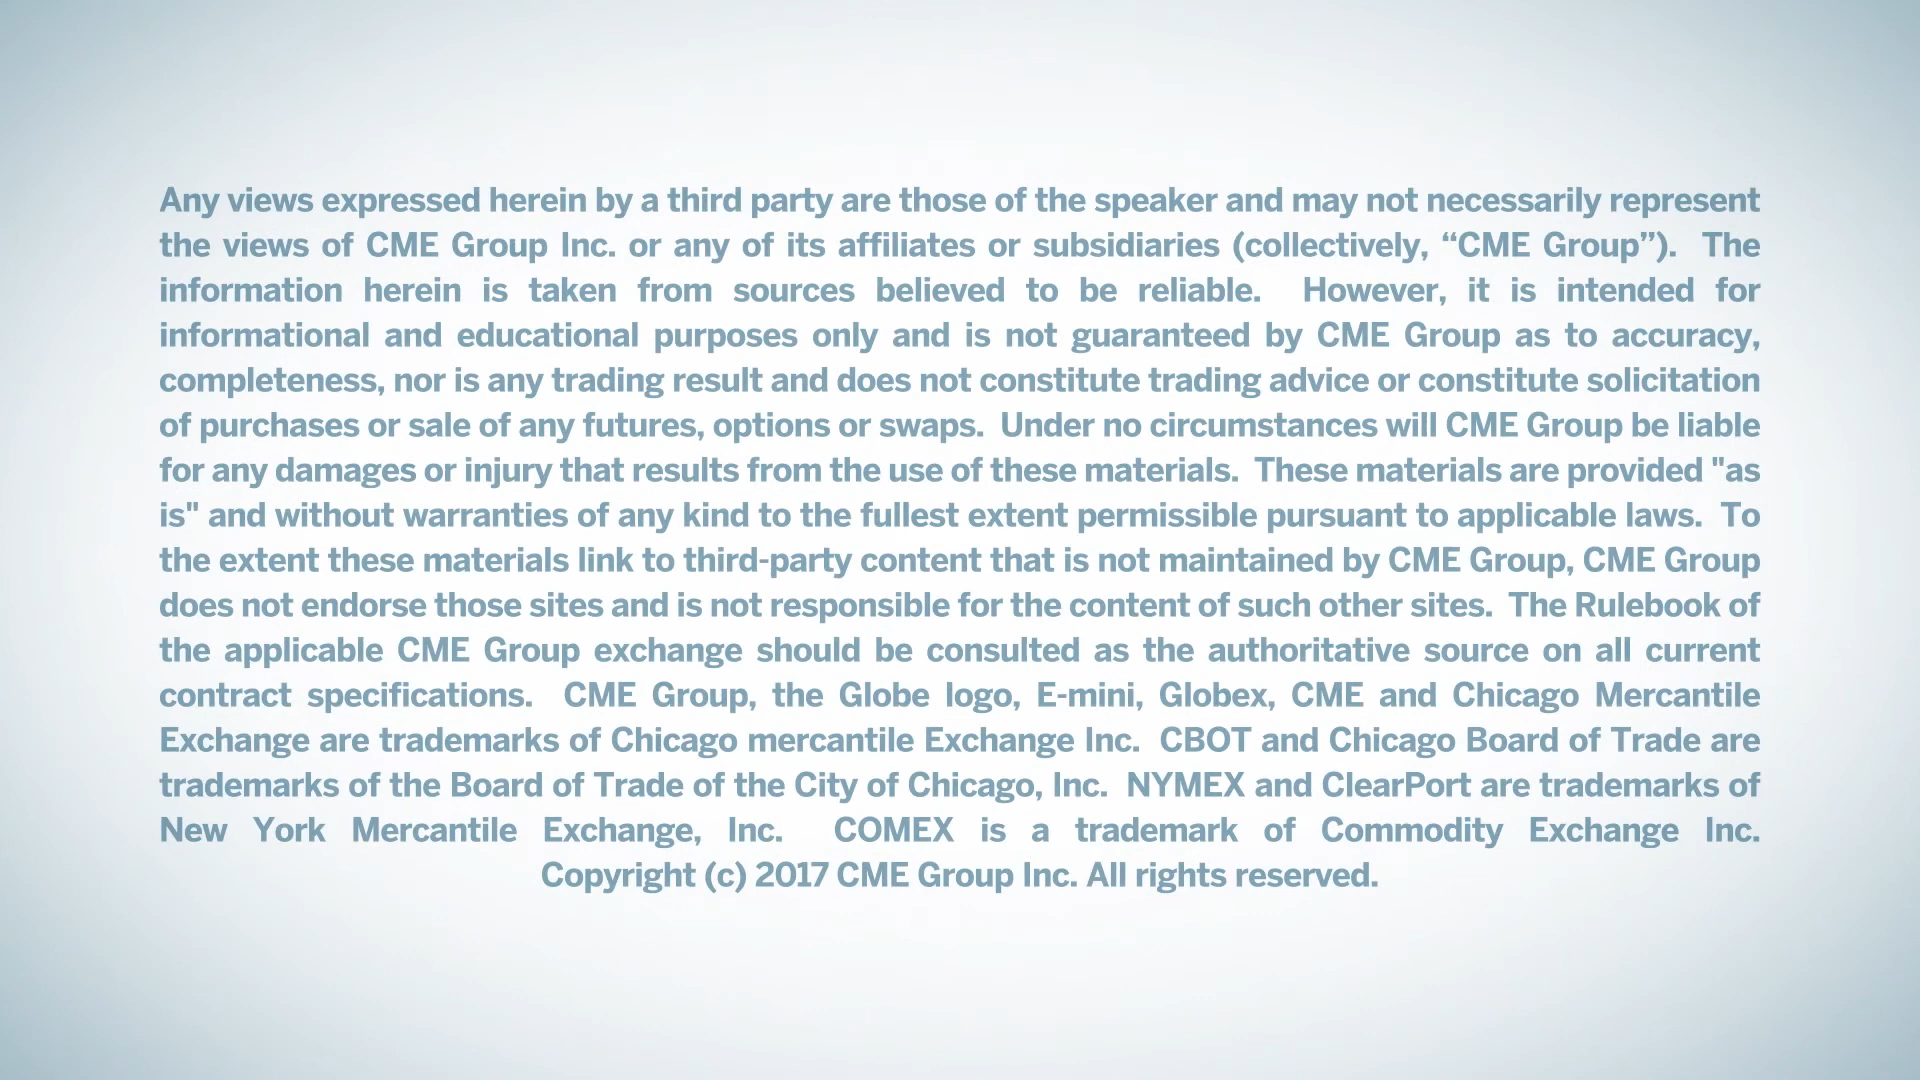 Any views expressed herein by a third party are those of the speaker and may not necessarily represent
the views of CME Group Inc. or any of its affiliates or subsidiaries (collectively, “CME Group”).  The
information herein is taken from sources believed to be reliable.  However, it is intended for
informational and educational purposes only and is not guaranteed by CME Group as to accuracy,
completeness, nor is any trading result and does not constitute trading advice or constitute solicitation
of purchases or sale of any futures, options or swaps.  Under no circumstances will CME Group be liable
for any damages or injury that results from the use of these materials.  These materials are provided "as
is" and without warranties of any kind to the fullest extent permissible pursuant to applicable laws.  To
the extent these materials link to third-party content that is not maintained by CME Group, CME Group
does not endorse those sites and is not responsible for the content of such other sites.  The Rulebook of
the applicable CME Group exchange should be consulted as the authoritative source on all current
contract specifications.  CME Group, the Globe logo, E-mini, Globex, CME and Chicago Mercantile
Exchange are trademarks of Chicago mercantile Exchange Inc.  CBOT and Chicago Board of Trade are
trademarks of the Board of Trade of the City of Chicago, Inc.  NYMEX and ClearPort are trademarks of
New York Mercantile Exchange, Inc.  COMEX is a trademark of Commodity Exchange Inc.
Copyright (c) 2017 CME Group Inc. All rights reserved.